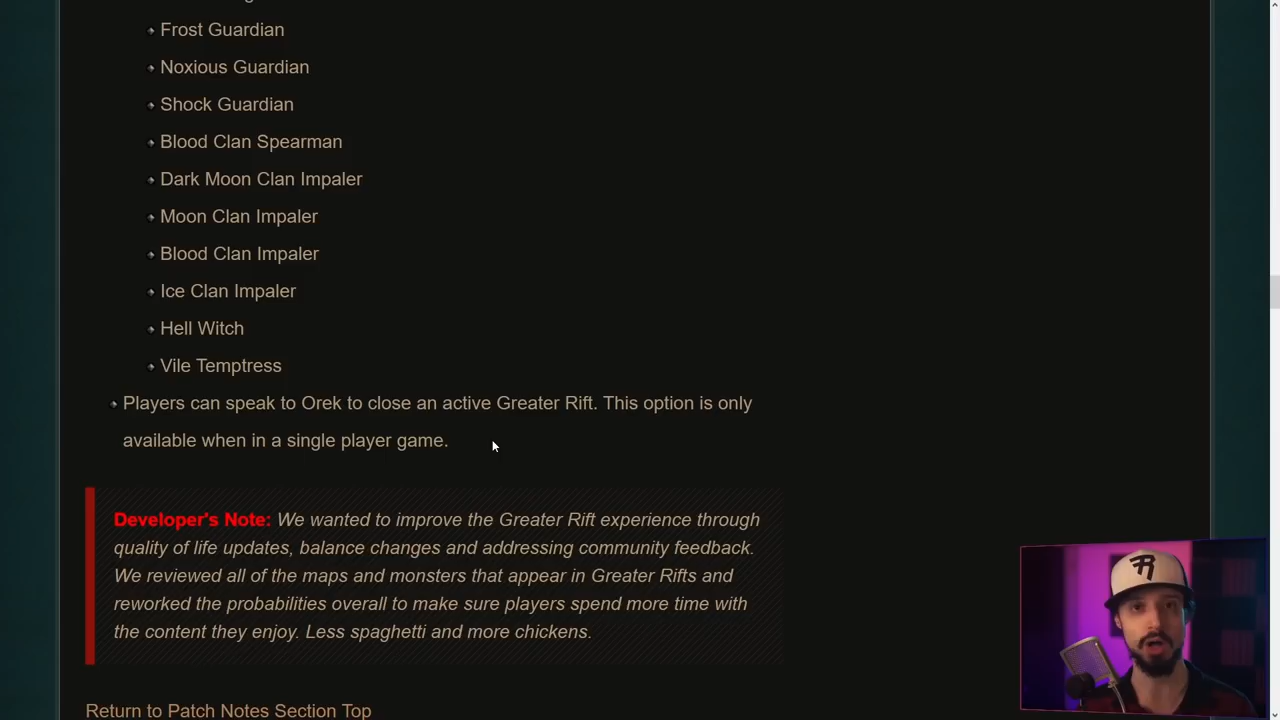 Frost Guardian
Noxious Guardian
Shock Guardian
Blood Clan Spearman
Dark Moon Clan Impaler
Moon Clan Impaler
Blood Clan Impaler
Ice Clan Impaler
Hell Witch
Vile Temptress
Players can speak to Orek to close an active Greater Rift. This option is only
available when in a single player game.
Developer's Note: We wanted to improve the Greater Rift experience through
quality of life updates, balance changes and addressing community feedback.
We reviewed all of the maps and monsters that appear in Greater Rifts and
reworked the probabilities overall to make sure players spend more time with
the content they enjoy. Less spaghetti and more chickens.
Return to Patch Notes Section Top